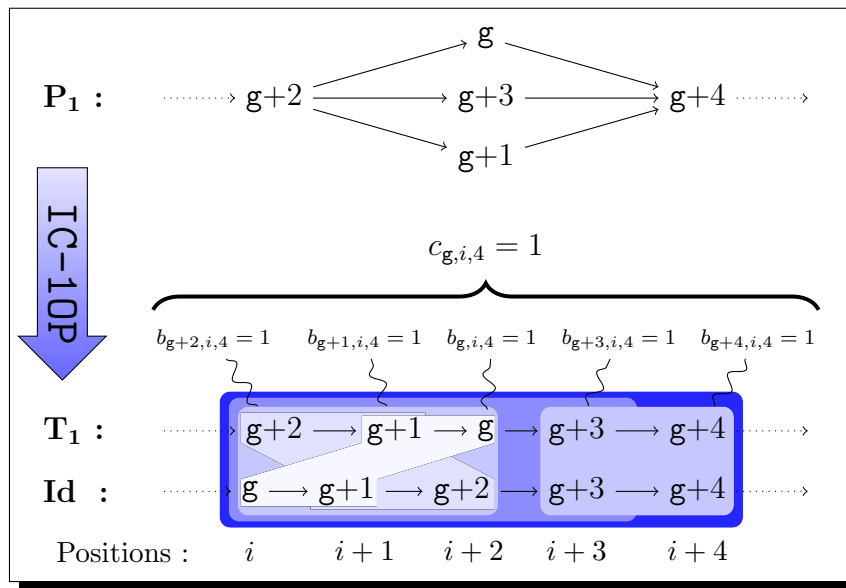 g
P₁ : g+2 g+3 g+4
g+1
IC-1OP
c_{g,i,4} = 1
b_{g+2,i,4} = 1 b_{g+1,i,4} = 1 b_{g,i,4} = 1 b_{g+3,i,4} = 1 b_{g+4,i,4} = 1
T₁ : g+2 g+1 g g+3 g+4
Id : g g+1 g+2 g+3 g+4
Positions : i i + 1 i + 2 i + 3 i + 4